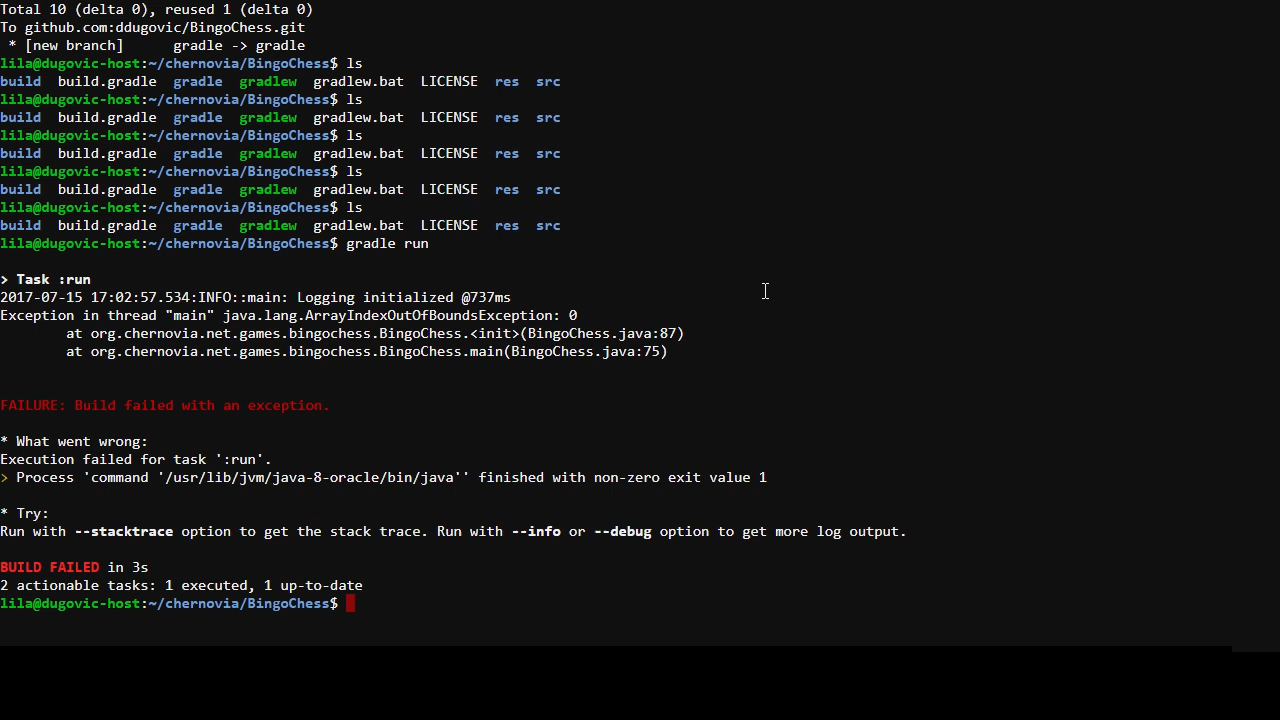 Total 10 (delta 0), reused 1 (delta 0)
To github.com:ddugovic/BingoChess.git
 * [new branch]      gradle -> gradle
lila@dugovic-host:~/chernovia/BingoChess$ ls
build  build.gradle  gradle  gradlew  gradlew.bat  LICENSE  res  src
lila@dugovic-host:~/chernovia/BingoChess$ ls
build  build.gradle  gradle  gradlew  gradlew.bat  LICENSE  res  src
lila@dugovic-host:~/chernovia/BingoChess$ ls
build  build.gradle  gradle  gradlew  gradlew.bat  LICENSE  res  src
lila@dugovic-host:~/chernovia/BingoChess$ ls
build  build.gradle  gradle  gradlew  gradlew.bat  LICENSE  res  src
lila@dugovic-host:~/chernovia/BingoChess$ ls
build  build.gradle  gradle  gradlew  gradlew.bat  LICENSE  res  src
lila@dugovic-host:~/chernovia/BingoChess$ gradle run
> Task :run
2017-07-15 17:02:57.534:INFO::main: Logging initialized @737ms
Exception in thread "main" java.lang.ArrayIndexOutOfBoundsException: 0
        at org.chernovia.net.games.bingochess.BingoChess.<init>(BingoChess.java:87)
        at org.chernovia.net.games.bingochess.BingoChess.main(BingoChess.java:75)
FAILURE: Build failed with an exception.
* What went wrong:
Execution failed for task ':run'.
> Process 'command '/usr/lib/jvm/java-8-oracle/bin/java'' finished with non-zero exit value 1
* Try:
Run with --stacktrace option to get the stack trace. Run with --info or --debug option to get more log output.
BUILD FAILED in 3s
2 actionable tasks: 1 executed, 1 up-to-date
lila@dugovic-host:~/chernovia/BingoChess$